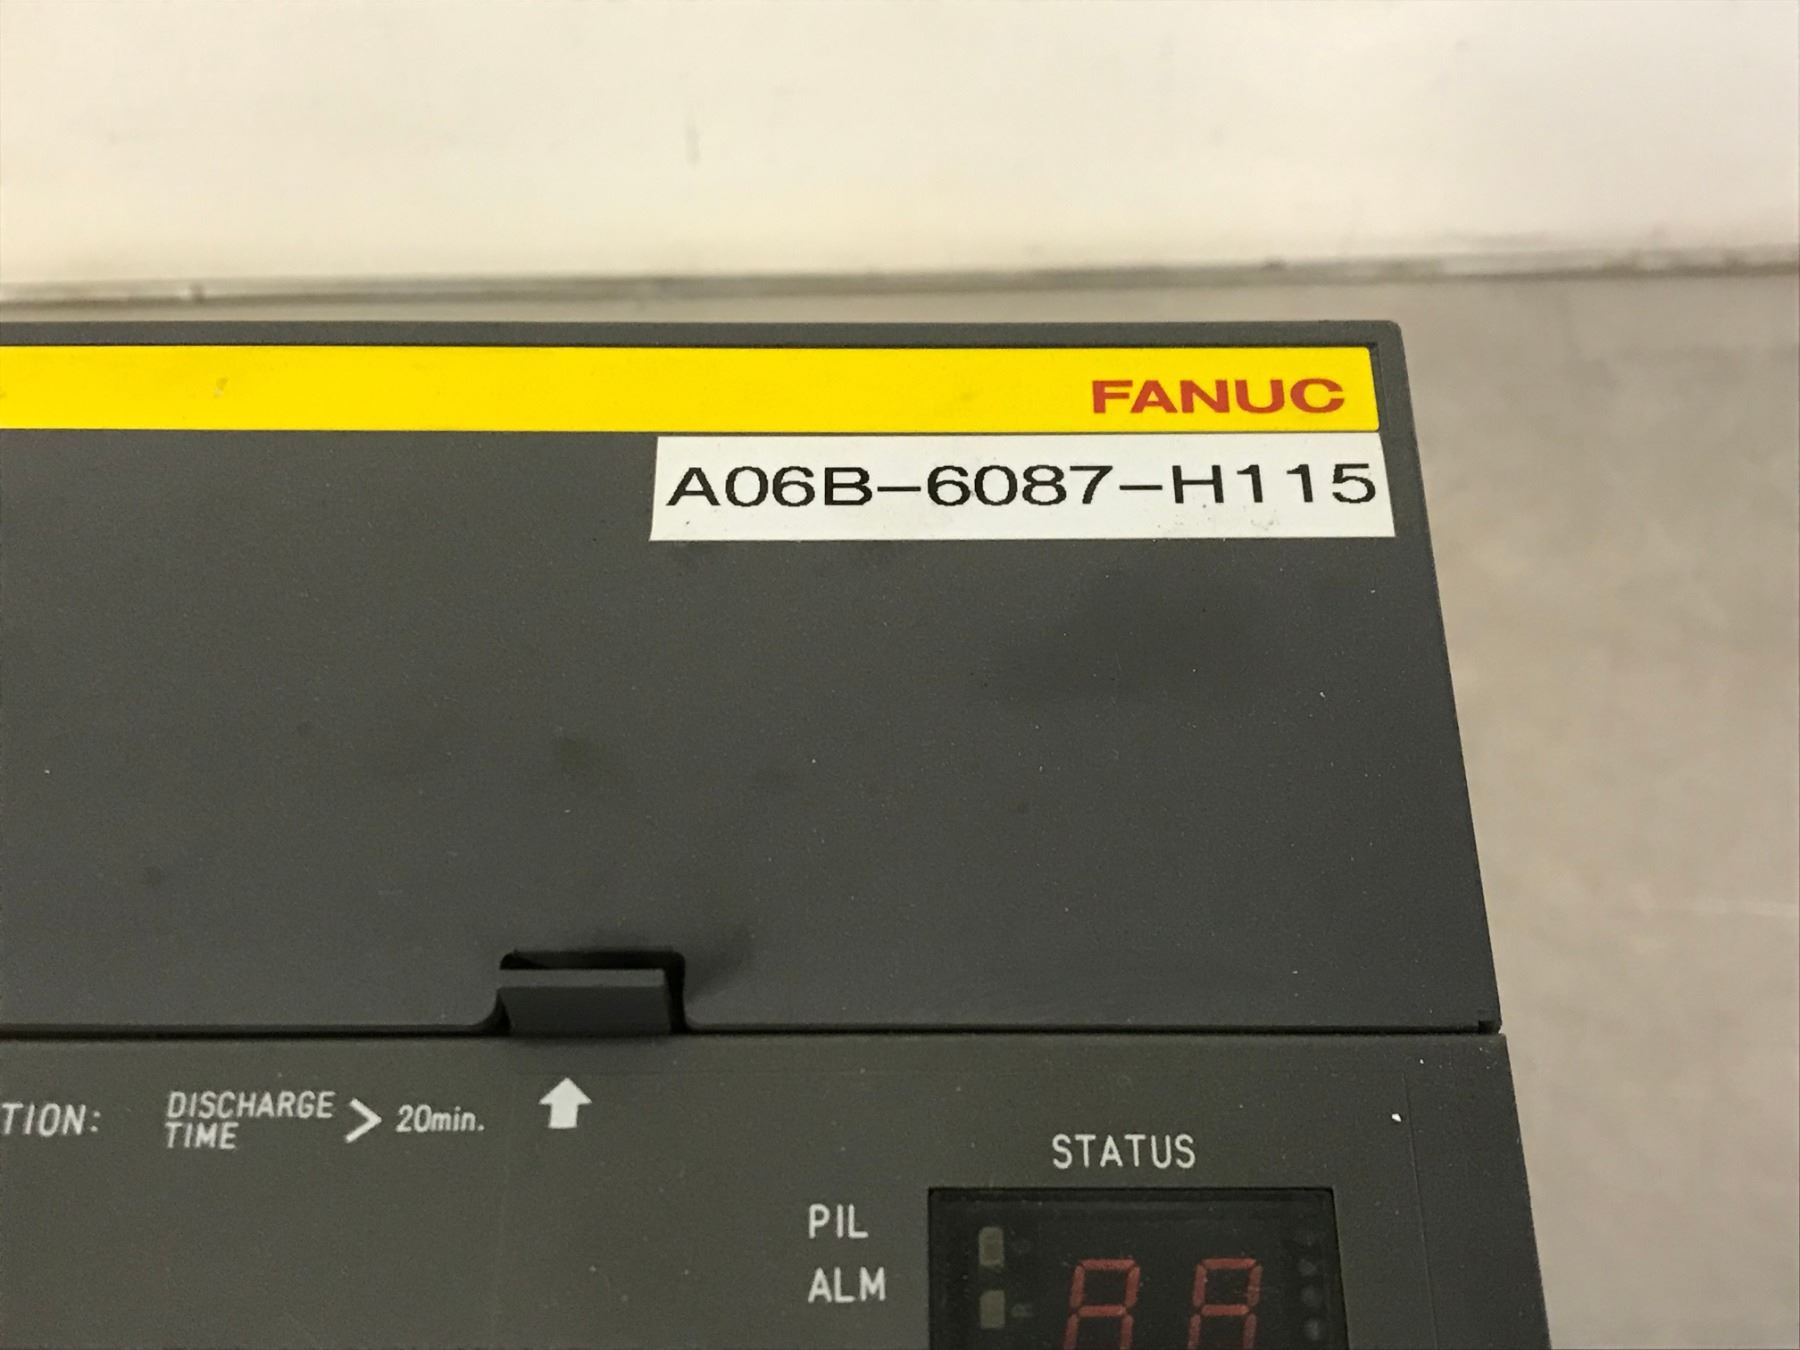 FANUC
A06B-6087-H115
TION:
DISCHARGE
TIME
> 20min.
STATUS
PIL
ALM